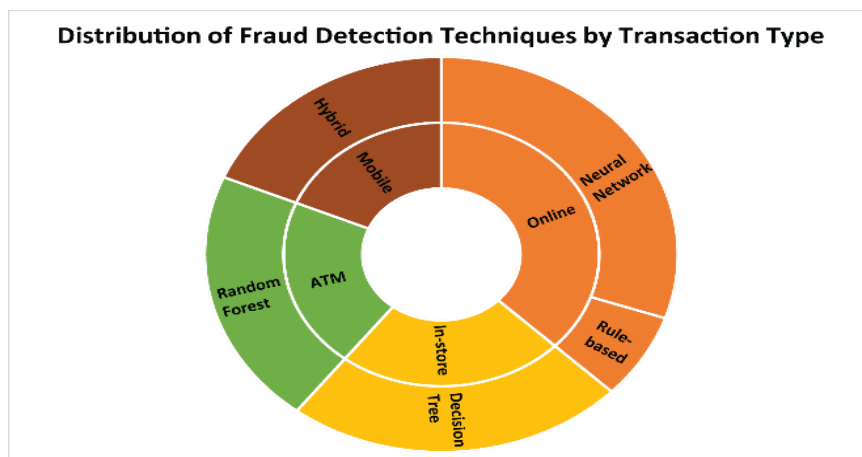 Distribution of Fraud Detection Techniques by Transaction Type
Hybrid
Mobile
Neural
Network
Online
Random
Forest
ATM
Rule-
based
In-store
Decision
Tree